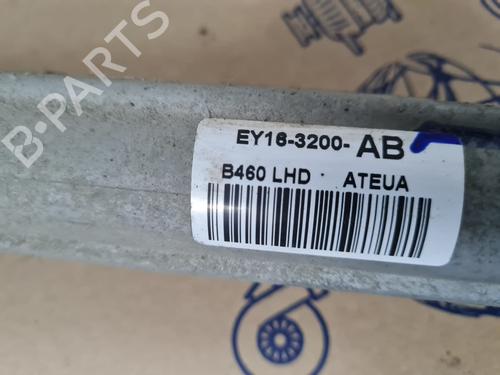 B-PARTS
EY16-3200- AB
B460 LHD · ATEUA